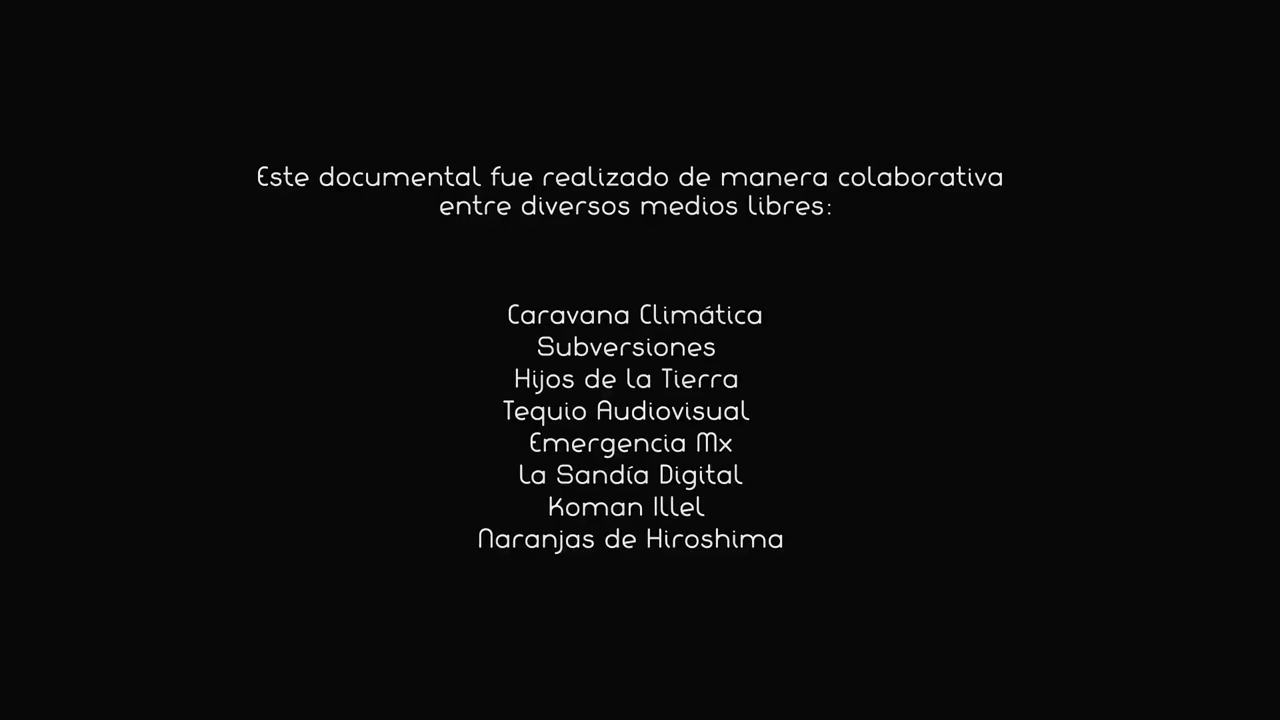 Este documental fue realizado de manera colaborativa
entre diversos medios libres:
Caravana Climática
Subversiones
Hijos de la Tierra
Tequio Audiovisual
Emergencia Mx
La Sandía Digital
Koman Illel
Naranjas de Hiroshima